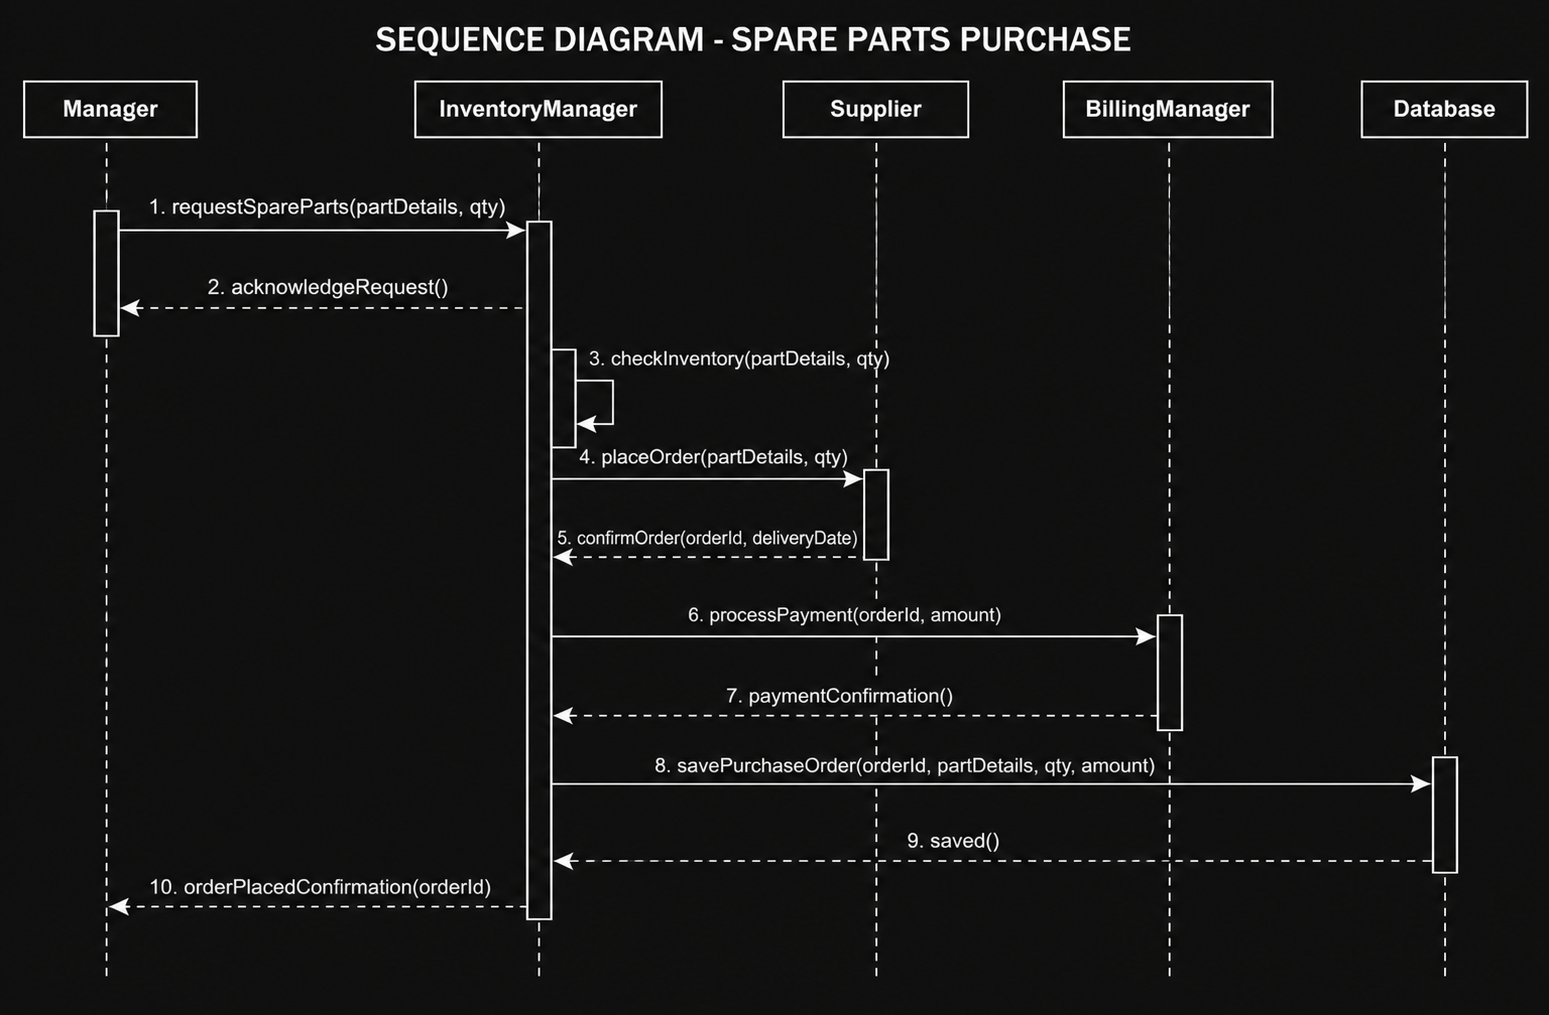 SEQUENCE DIAGRAM - SPARE PARTS PURCHASE
Manager
InventoryManager
Supplier
BillingManager
Database
1. requestSpareParts(partDetails, qty)
2. acknowledgeRequest()
3. checkInventory(partDetails, qty)
4. placeOrder(partDetails, qty)
5. confirmOrder(orderId, deliveryDate)
6. processPayment(orderId, amount)
7. paymentConfirmation()
8. savePurchaseOrder(orderId, partDetails, qty, amount)
9. saved()
10. orderPlacedConfirmation(orderId)